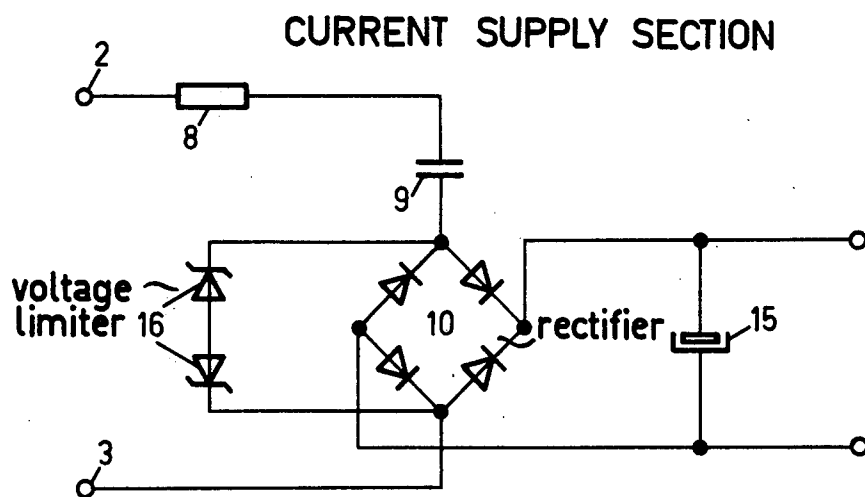 CURRENT SUPPLY SECTION
2
8
9
voltage
limiter 16
10
rectifier
15
3